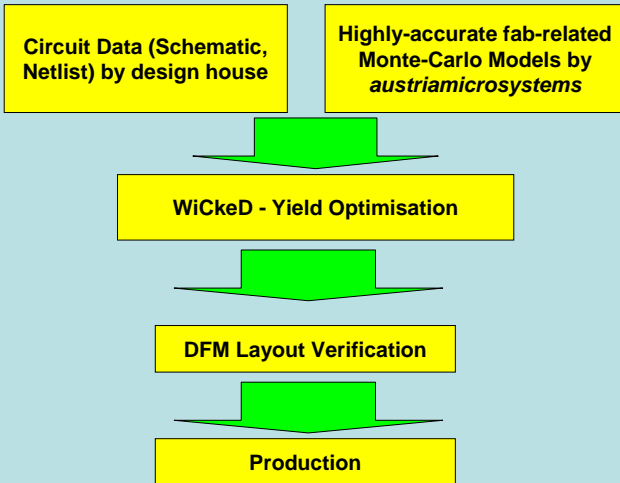 Circuit Data (Schematic,
Netlist) by design house
Highly-accurate fab-related
Monte-Carlo Models by
austriamicrosystems
WiCkeD - Yield Optimisation
DFM Layout Verification
Production